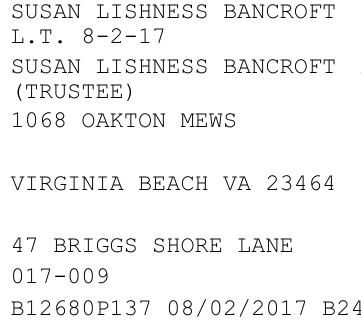 SUSAN LISHNESS BANCROFT
L.T. 8-2-17
SUSAN LISHNESS BANCROFT
(TRUSTEE)
1068 OAKTON MEWS
VIRGINIA BEACH VA 23464
47 BRIGGS SHORE LANE
017-009
B12680P137 08/02/2017 B24